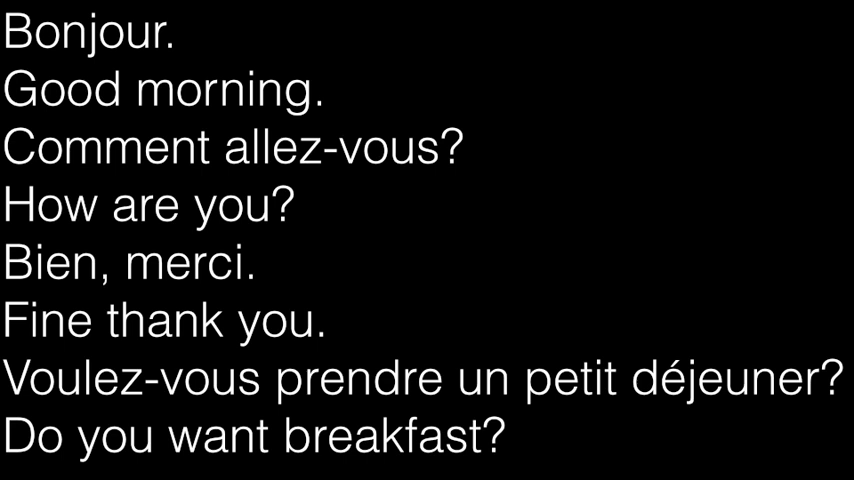 Bonjour.
Good morning.
Comment allez-vous?
How are you?
Bien, merci.
Fine thank you.
Voulez-vous prendre un petit déjeuner?
Do you want breakfast?